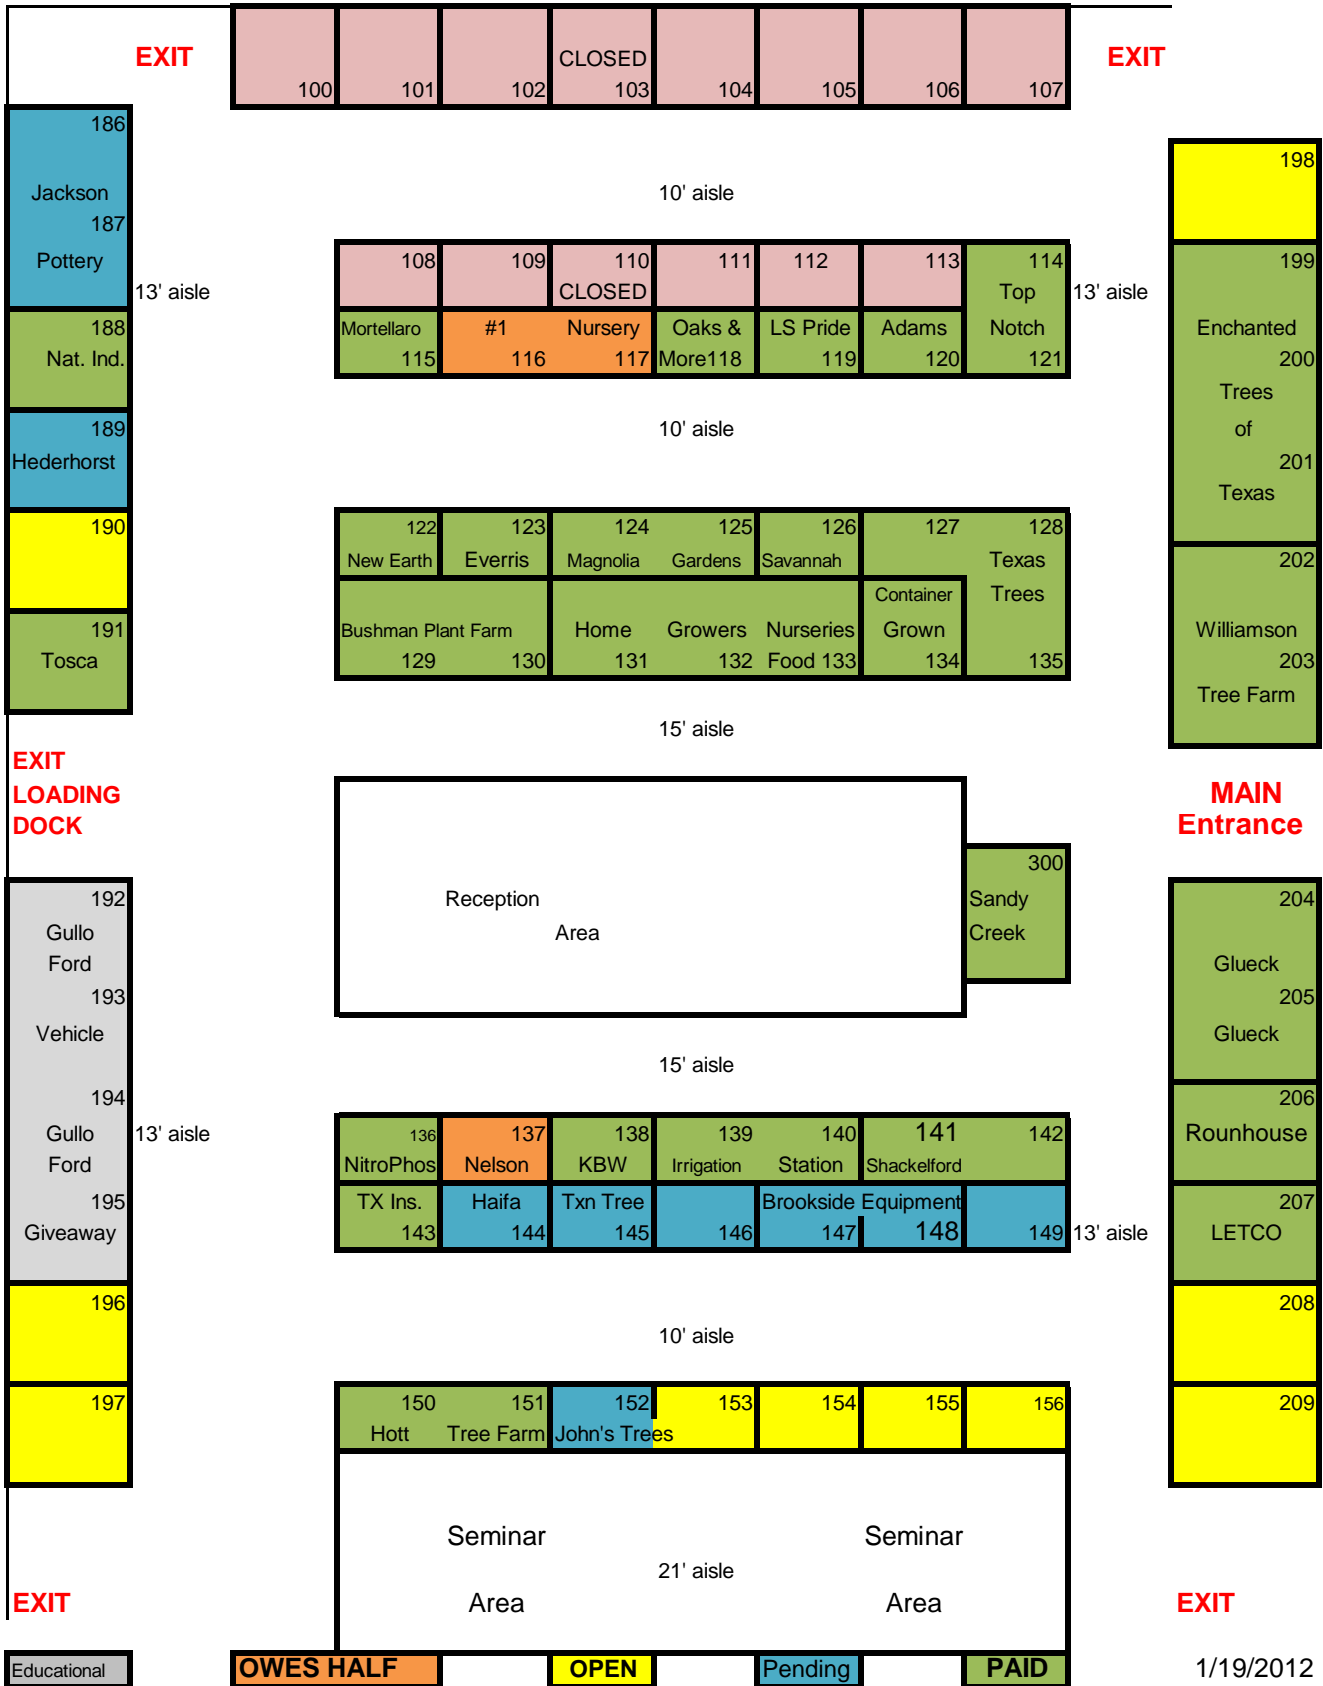 EXIT
CLOSED
EXIT
100 101 102 103 104 105 106 107
186
198
Jackson
10' aisle
187
Pottery
108 109 110 111 112 113 114
199
13' aisle
CLOSED
Top
13' aisle
188
Mortellaro #1 Nursery Oaks & LS Pride Adams Notch
Enchanted
Nat. Ind.
115 116 117 More118 119 120 121
200
Trees
189
10' aisle
of
Hederhorst
201
Texas
190
122 123 124 125 126 127 128
New Earth Everris Magnolia Gardens Savannah Texas
202
Container Trees
191
Bushman Plant Farm Home Growers Nurseries Grown
Williamson
Tosca
129 130 131 132 Food 133 134 135
203
Tree Farm
15' aisle
EXIT
LOADING
DOCK
MAIN
Entrance
300
192
Reception
Sandy
204
Gullo
Area
Creek
Ford
Glueck
193
205
Vehicle
Glueck
15' aisle
194
206
Gullo
13' aisle
136 137 138 139 140 141 142
Rounhouse
Ford
NitroPhos Nelson KBW Irrigation Station Shackelford
195
TX Ins. Haifa Txn Tree Brookside Equipment
207
Giveaway
143 144 145 146 147 148 149
13' aisle
LETCO
196
208
10' aisle
197
150 151 152 153 154 155 156
209
Hott Tree Farm John's Trees
Seminar Seminar
21' aisle
EXIT
Area Area
EXIT
Educational
OWES HALF
OPEN
Pending
PAID
1/19/2012